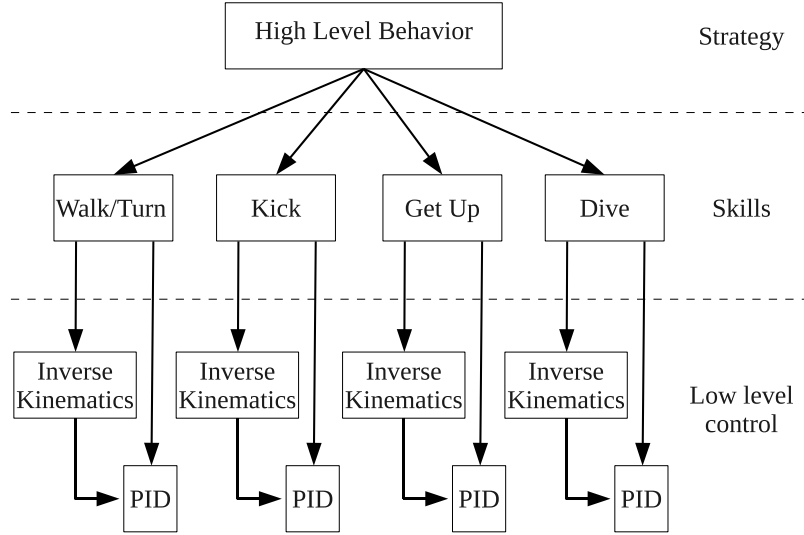 High Level Behavior
Strategy
Walk/Turn
Kick
Get Up
Dive
Skills
Inverse
Kinematics
Inverse
Kinematics
Inverse
Kinematics
Inverse
Kinematics
Low level
control
PID
PID
PID
PID